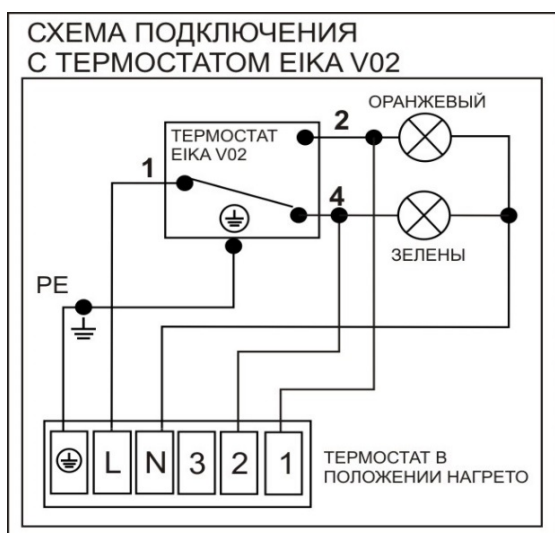 СХЕМА ПОДКЛЮЧЕНИЯ
С ТЕРМОСТАТОМ EIKA V02
ОРАНЖЕВЫЙ
2
ТЕРМОСТАТ
EIKA V02
1
4
ЗЕЛЕНЫ
PE
L N 3 2 1
ТЕРМОСТАТ В
ПОЛОЖЕНИИ НАГРЕТО